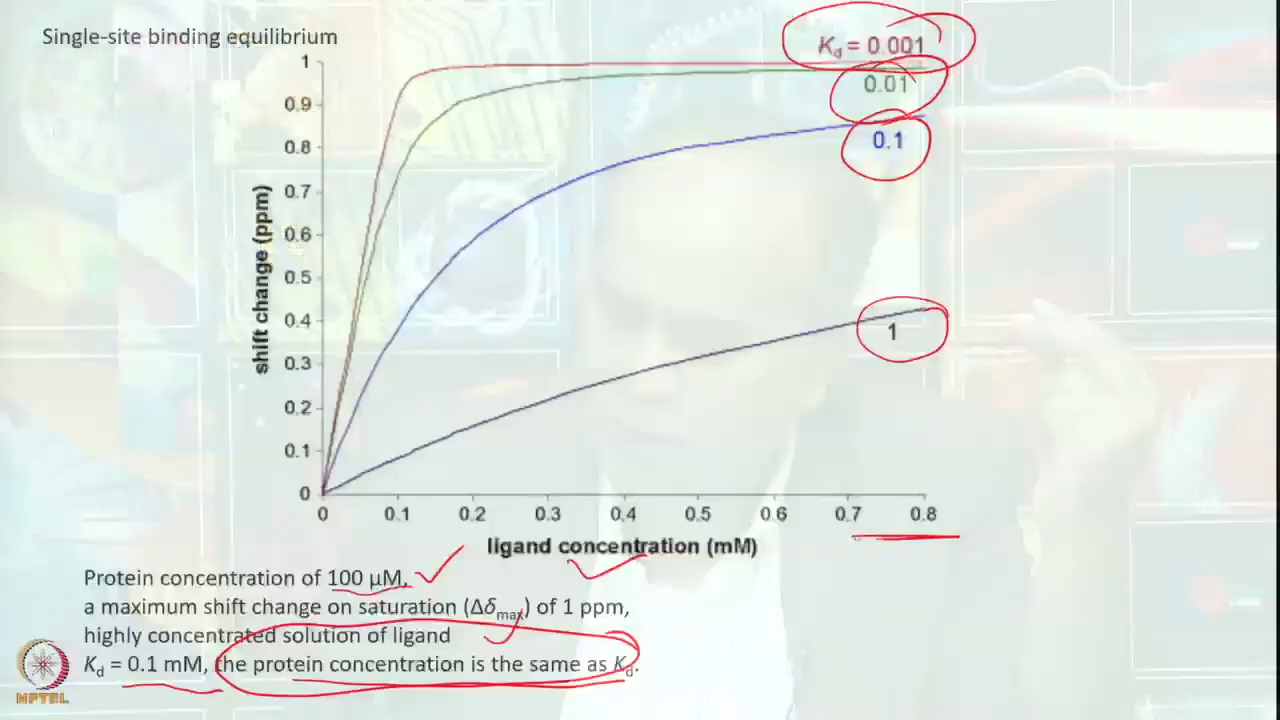 Single-site binding equilibrium
Kd = 0.001
0.01
0.1
1
1
0.9
0.8
0.7
0.6
0.5
0.4
0.3
0.2
0.1
0
shift change (ppm)
0 0.1 0.2 0.3 0.4 0.5 0.6 0.7 0.8
ligand concentration (mM)
Protein concentration of 100 μM,
a maximum shift change on saturation (Δδmax) of 1 ppm,
highly concentrated solution of ligand
Kd = 0.1 mM, the protein concentration is the same as Kd.
NPTEL